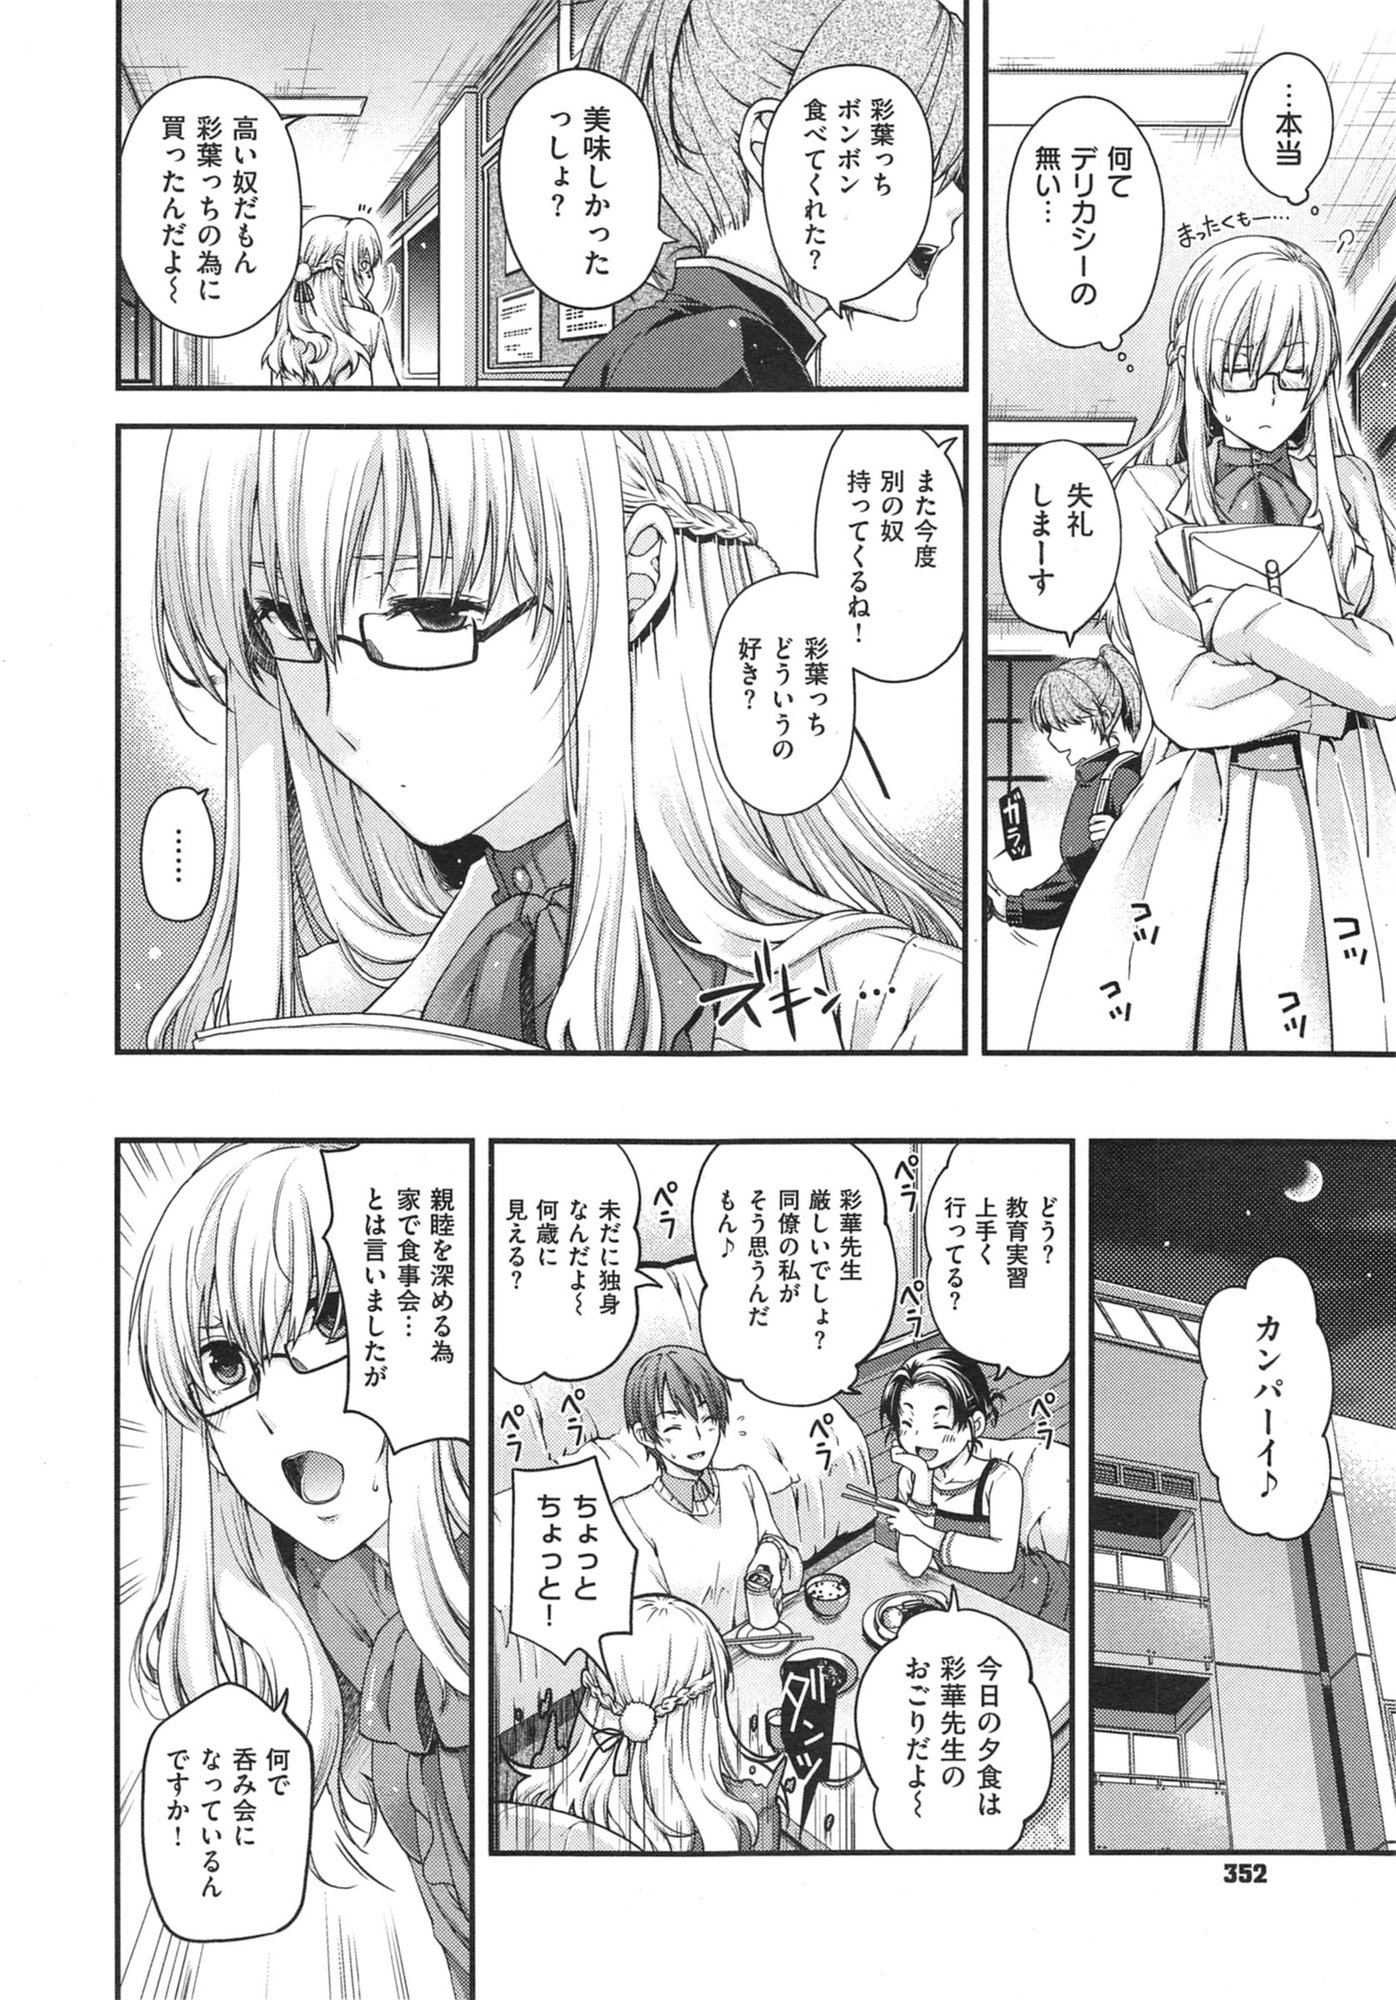 …本当
何て
デリカシーの
無い…
まったくもー…
失礼
しまーす
ガラッ
コッ
コッ
コッ
コッ
彩葉っち
ボンボン
食べてくれた？
美味しかった
っしょ？
高い奴だもん
彩葉っちの為に
買ったんだよ～
また今度
別の奴
持ってくるね！
彩葉っち
どういうの
好き？
……
ズキン…
カンパーイ♪
どう？
教育実習
上手く
行ってる？
彩華先生
厳しいでしょ？
同僚の私が
そう思うんだ
もん♪
未だに独身
なんだよ～
何歳に
見える？
ペラ
ペラ
ペラ
ペラ
ペラ
ペラ
今日の夕食は
彩華先生の
おごりだよ～
ちょっと
ちょっと！
ダンッ
親睦を深める為
家で食事会…
とは言いましたが
何で
呑み会に
なっているん
ですか！
352